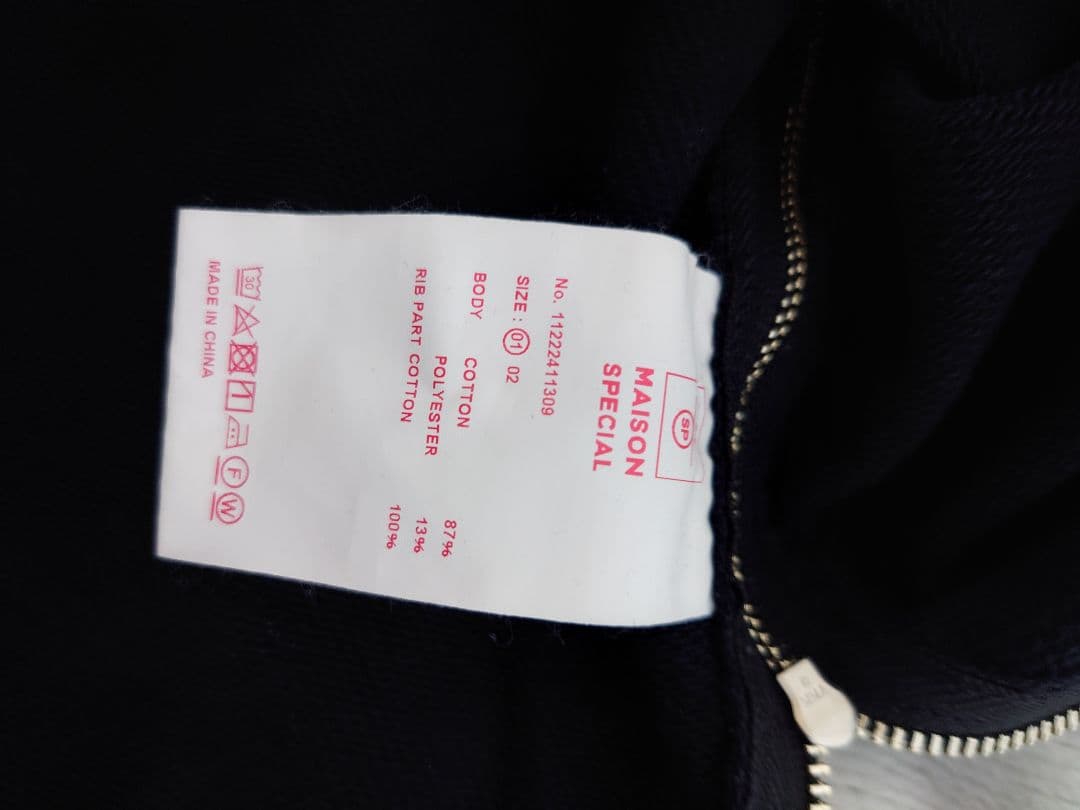 SP
MAISON
SPECIAL
No. 11222411309
SIZE : 01 02
BODY COTTON 87%
POLYESTER 13%
RIB PART COTTON 100%
30 F W
MADE IN CHINA